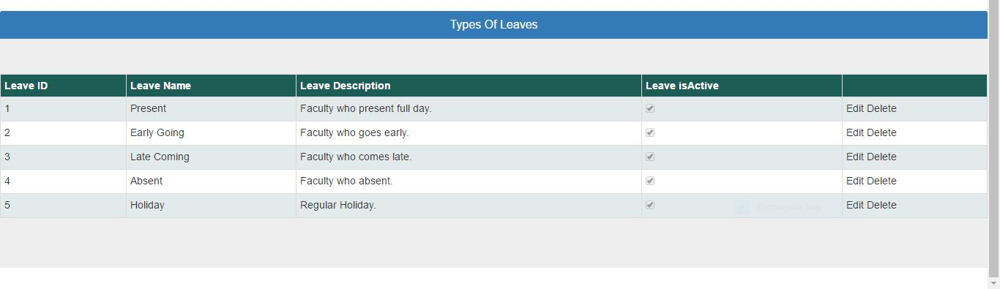 Types Of Leaves
Leave ID Leave Name Leave Description Leave isActive
1 Present Faculty who present full day. Edit Delete
2 Early Going Faculty who goes early. Edit Delete
3 Late Coming Faculty who comes late. Edit Delete
4 Absent Faculty who absent. Edit Delete
5 Holiday Regular Holiday. Edit Delete
Rectangular Snip